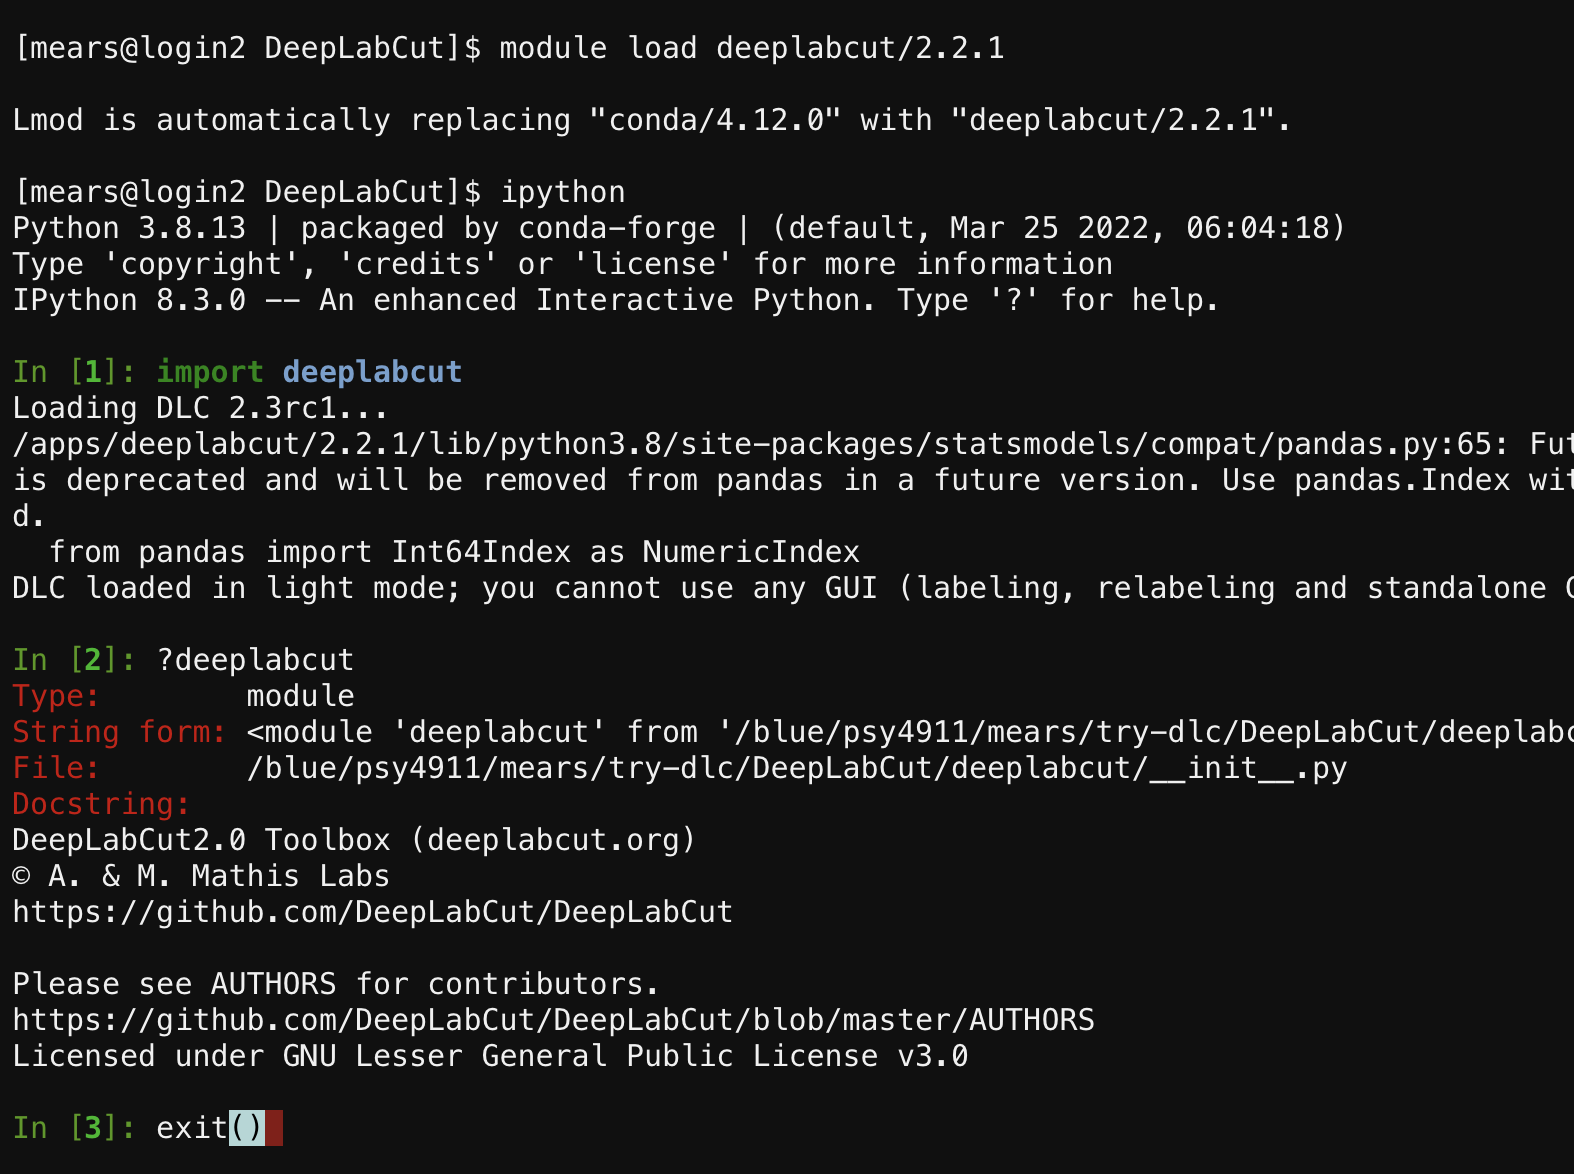 [mears@login2 DeepLabCut]$ module load deeplabcut/2.2.1
Lmod is automatically replacing "conda/4.12.0" with "deeplabcut/2.2.1".
[mears@login2 DeepLabCut]$ ipython
Python 3.8.13 | packaged by conda-forge | (default, Mar 25 2022, 06:04:18)
Type 'copyright', 'credits' or 'license' for more information
IPython 8.3.0 -- An enhanced Interactive Python. Type '?' for help.
In [1]: import deeplabcut
Loading DLC 2.3rc1...
/apps/deeplabcut/2.2.1/lib/python3.8/site-packages/statsmodels/compat/pandas.py:65: Fut
is deprecated and will be removed from pandas in a future version. Use pandas.Index wit
d.
  from pandas import Int64Index as NumericIndex
DLC loaded in light mode; you cannot use any GUI (labeling, relabeling and standalone
In [2]: ?deeplabcut
Type:        module
String form: <module 'deeplabcut' from '/blue/psy4911/mears/try-dlc/DeepLabCut/deeplabc
File:        /blue/psy4911/mears/try-dlc/DeepLabCut/deeplabcut/__init__.py
Docstring:
DeepLabCut2.0 Toolbox (deeplabcut.org)
© A. & M. Mathis Labs
https://github.com/DeepLabCut/DeepLabCut
Please see AUTHORS for contributors.
https://github.com/DeepLabCut/DeepLabCut/blob/master/AUTHORS
Licensed under GNU Lesser General Public License v3.0
In [3]: exit()